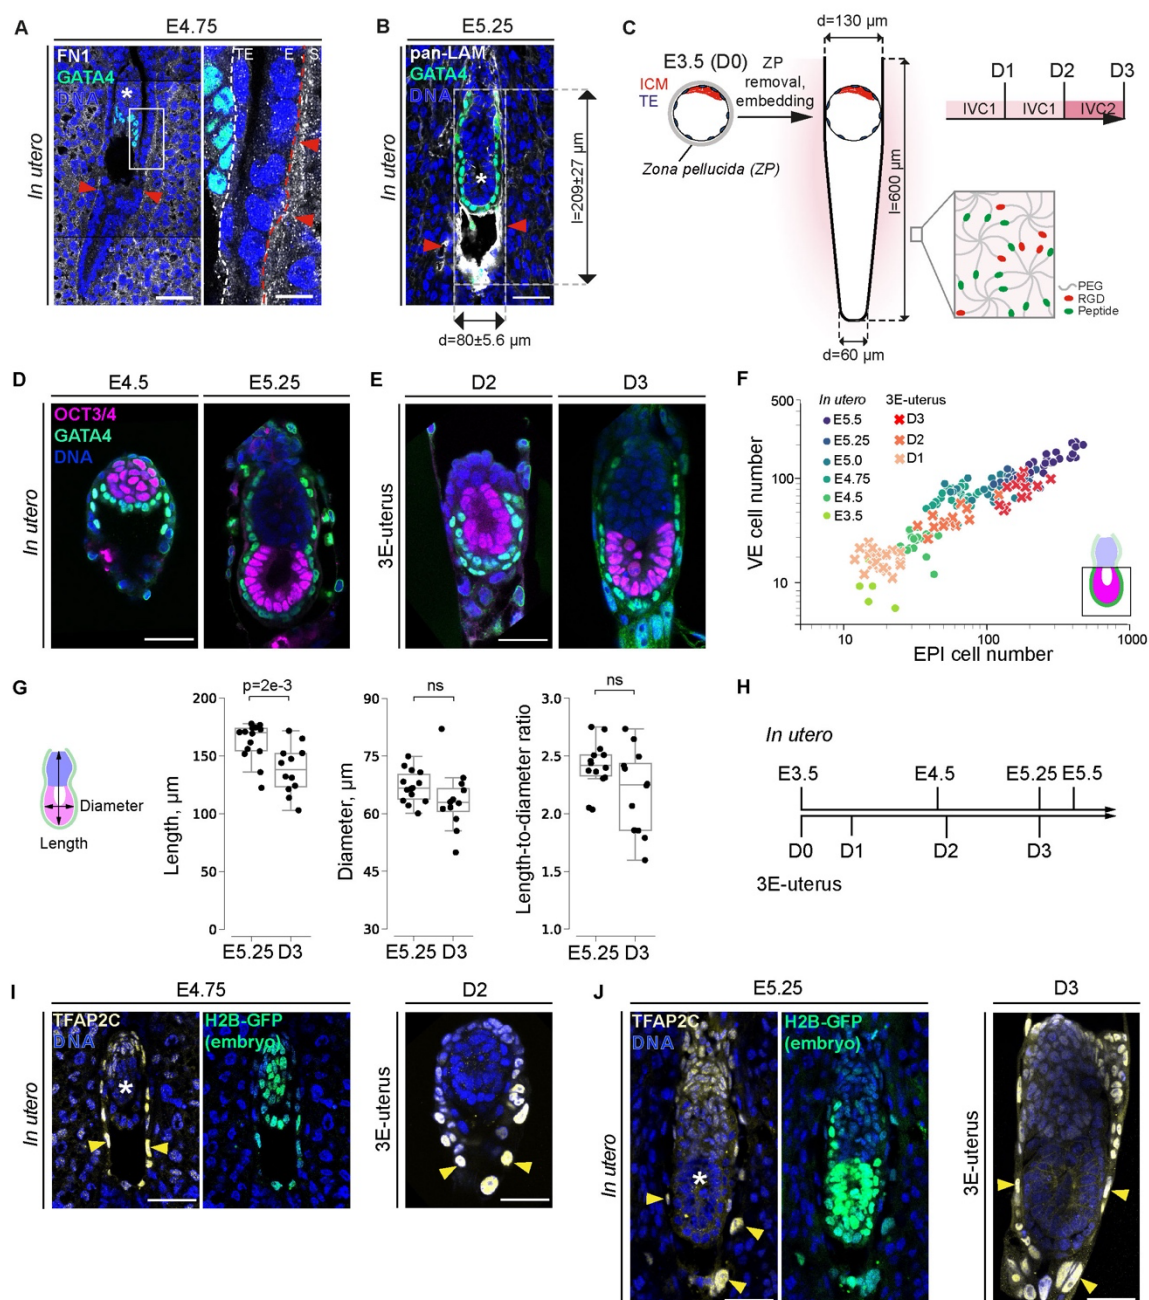 A
E4.75
In utero
FN1
GATA4
DNA
*
TE
E
S
B
E5.25
In utero
pan-LAM
GATA4
DNA
*
l=209±27 µm
d=80±5.6 µm
C
d=130 µm
E3.5 (D0)
ICM
TE
ZP
removal,
embedding
Zona pellucida (ZP)
l=600 µm
d=60 µm
D1
D2
D3
IVC1
IVC1
IVC2
PEG
RGD
Peptide
D
E4.5
E5.25
In utero
OCT3/4
GATA4
DNA
E
D2
D3
3E-uterus
F
VE cell number
500
100
10
10
100
1000
EPI cell number
In utero
E5.5
E5.25
E5.0
E4.75
E4.5
E3.5
3E-uterus
D3
D2
D1
G
Diameter
Length
p=2e-3
Length, µm
200
150
100
50
0
E5.25 D3
ns
Diameter, µm
90
75
60
45
30
E5.25 D3
ns
Length-to-diameter ratio
3.0
2.5
2.0
1.0
E5.25 D3
H
In utero
E3.5
E4.5
E5.25
E5.5
D0
D1
D2
D3
3E-uterus
I
E4.75
In utero
TFAP2C
DNA
*
H2B-GFP
(embryo)
D2
3E-uterus
J
E5.25
In utero
TFAP2C
DNA
*
H2B-GFP
(embryo)
D3
3E-uterus